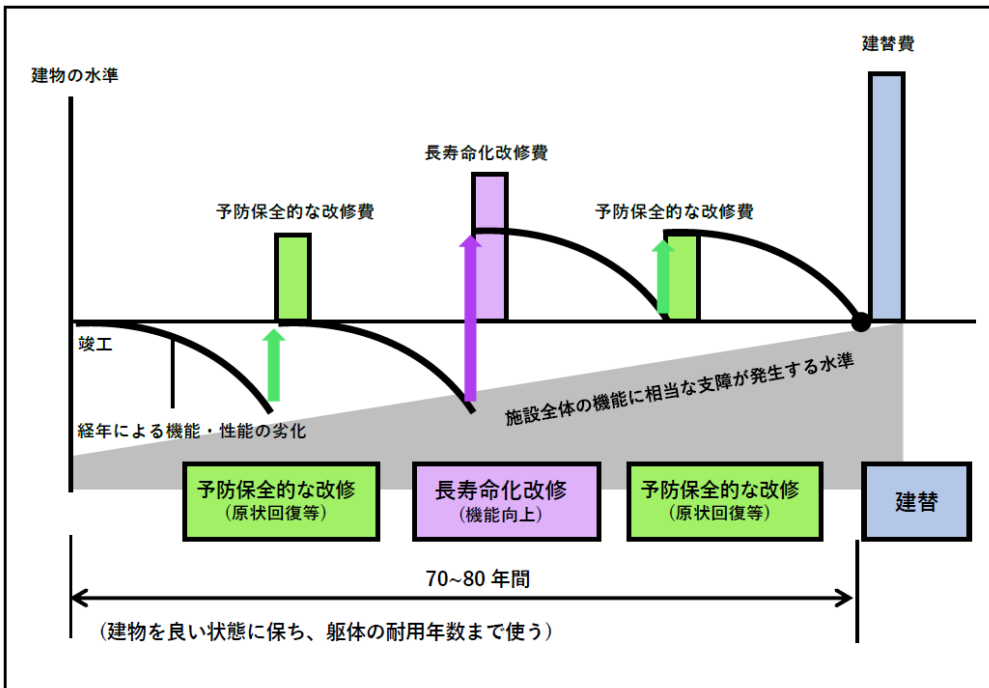 建替費
建物の水準
長寿命化改修費
予防保全的な改修費
予防保全的な改修費
竣工
経年による機能・性能の劣化
施設全体の機能に相当な支障が発生する水準
予防保全的な改修
(原状回復等)
長寿命化改修
(機能向上)
予防保全的な改修
(原状回復等)
建替
70~80 年間
(建物を良い状態に保ち、躯体の耐用年数まで使う)